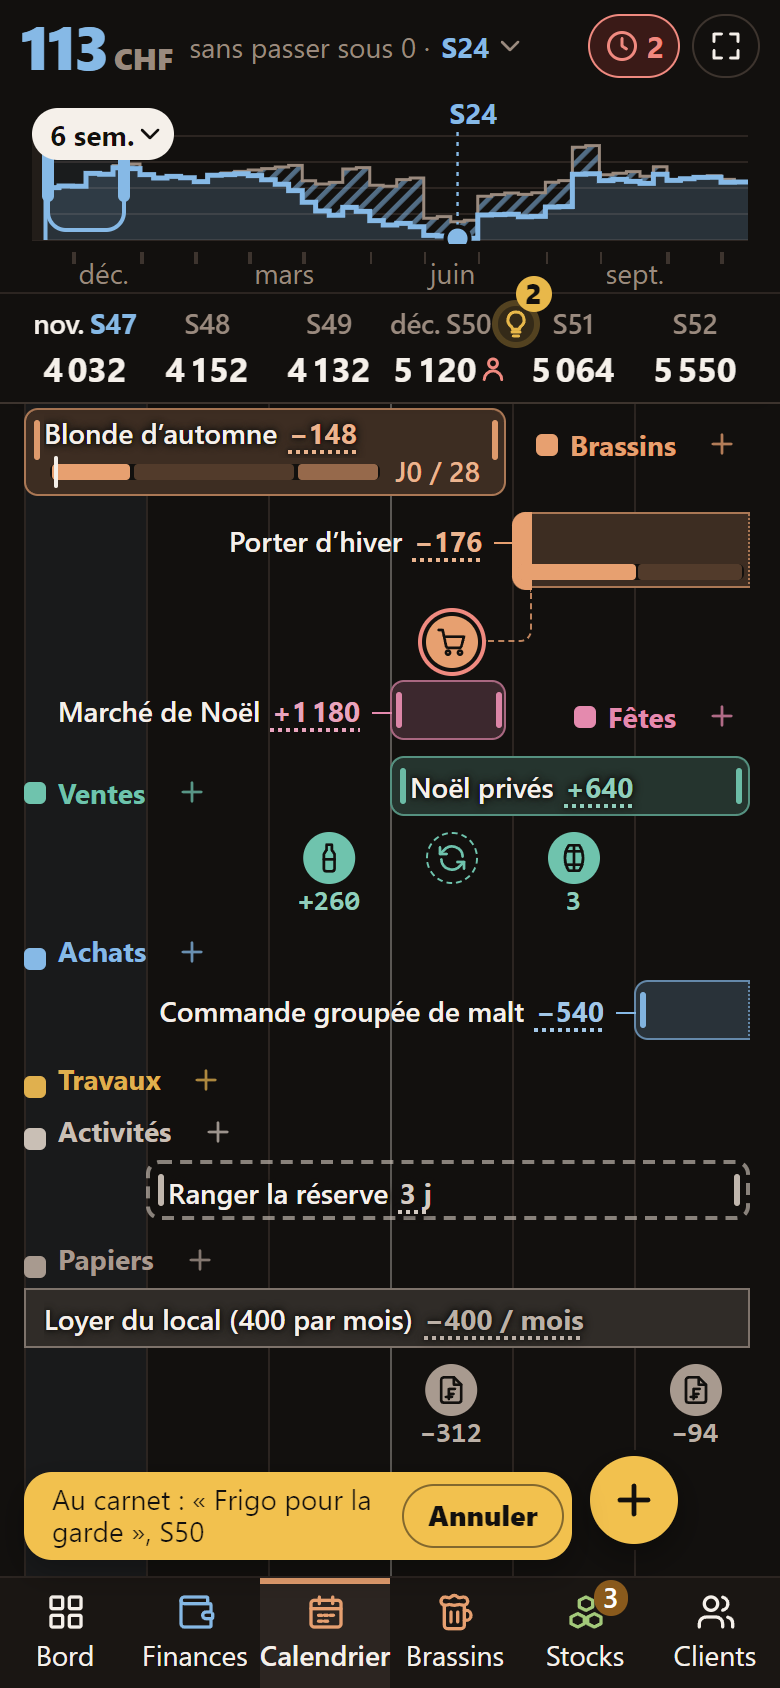 113 CHF sans passer sous 0 · S24
2
6 sem.
S24
déc. mars juin sept.
2
nov. S47 S48 S49 déc. S50 S51 S52
4 032 4 152 4 132 5 120 5 064 5 550
Blonde d’automne −148
J0 / 28
Brassins +
Porter d’hiver −176
Marché de Noël +1 180
Fêtes +
Ventes +
Noël privés +640
+260 3
Achats +
Commande groupée de malt −540
Travaux +
Activités +
Ranger la réserve 3 j
Papiers +
Loyer du local (400 par mois) −400 / mois
−312 −94
Au carnet : « Frigo pour la
garde », S50
Annuler
+
3
Bord Finances Calendrier Brassins Stocks Clients